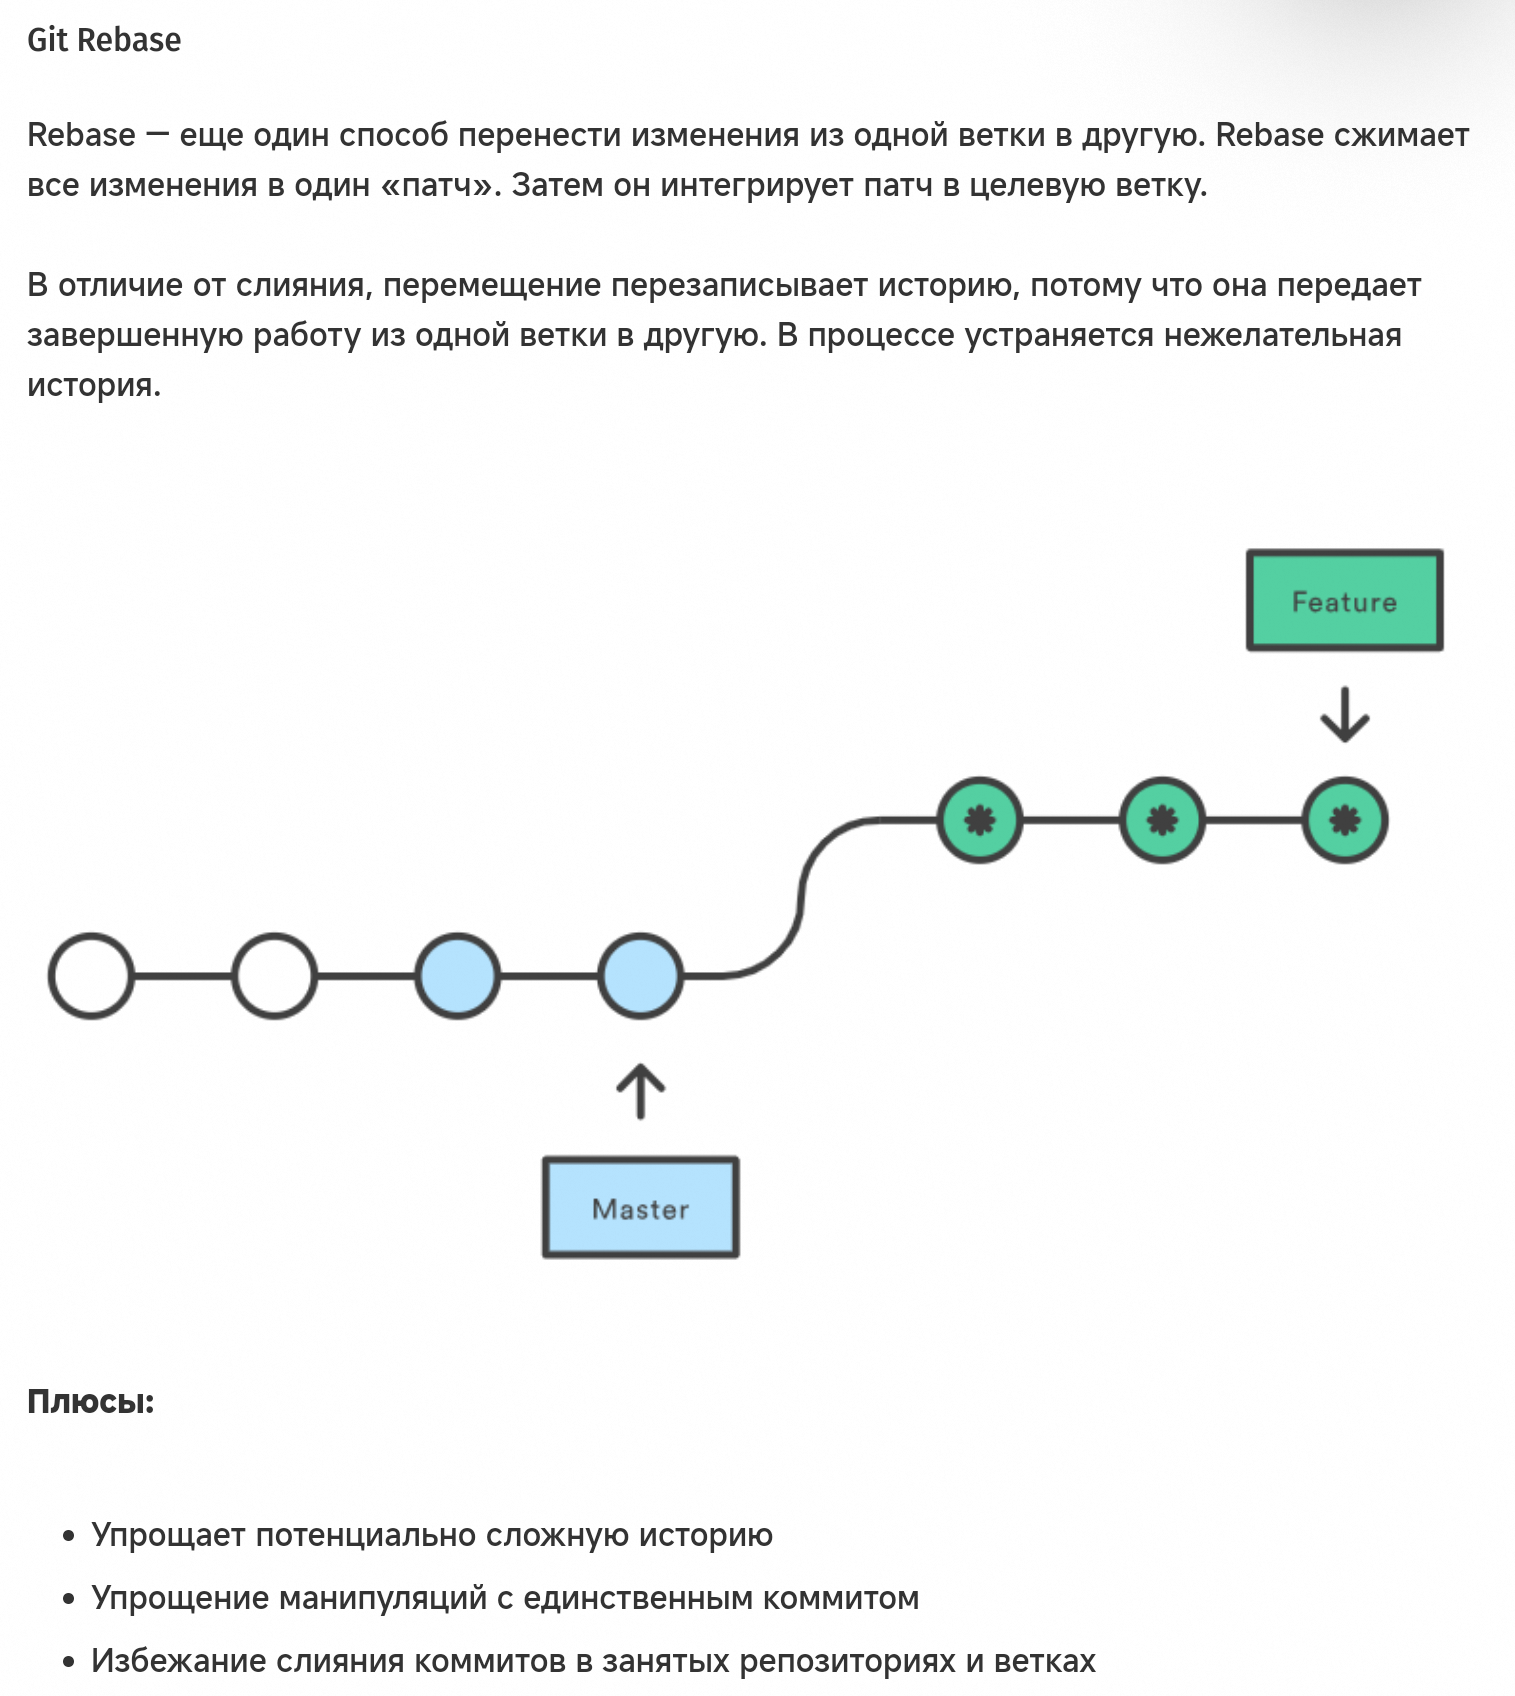 Git Rebase
Rebase — еще один способ перенести изменения из одной ветки в другую. Rebase сжимает
все изменения в один «патч». Затем он интегрирует патч в целевую ветку.
В отличие от слияния, перемещение перезаписывает историю, потому что она передает
завершенную работу из одной ветки в другую. В процессе устраняется нежелательная
история.
Feature
Master
Плюсы:
• Упрощает потенциально сложную историю
• Упрощение манипуляций с единственным коммитом
• Избежание слияния коммитов в занятых репозиториях и ветках